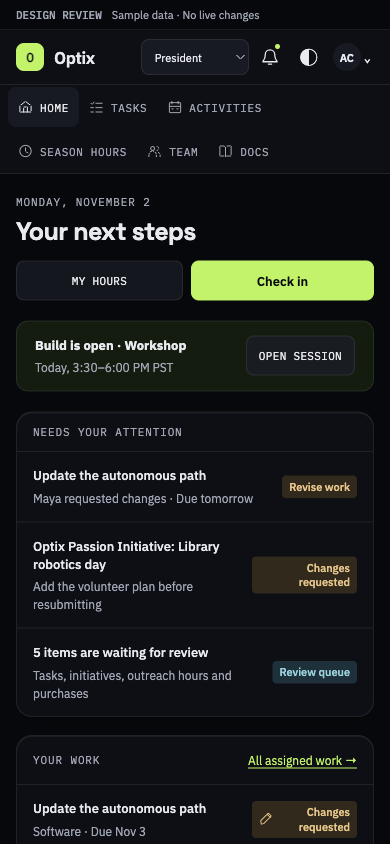 DESIGN REVIEW Sample data · No live changes
O Optix President AC
HOME TASKS ACTIVITIES
SEASON HOURS TEAM DOCS
MONDAY, NOVEMBER 2
Your next steps
MY HOURS Check in
Build is open · Workshop
Today, 3:30–6:00 PM PST
OPEN SESSION
NEEDS YOUR ATTENTION
Update the autonomous path
Maya requested changes · Due tomorrow
Revise work
Optix Passion Initiative: Library
robotics day
Add the volunteer plan before
resubmitting
Changes
requested
5 items are waiting for review
Tasks, initiatives, outreach hours and
purchases
Review queue
YOUR WORK All assigned work →
Update the autonomous path
Software · Due Nov 3
Changes
requested